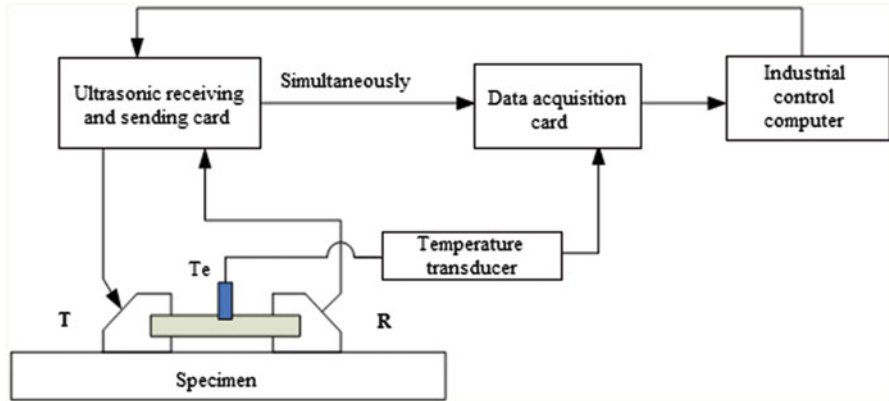 Ultrasonic receiving
and sending card
Simultaneously
Data acquisition
card
Industrial
control
computer
Temperature
transducer
Te
T
R
Specimen